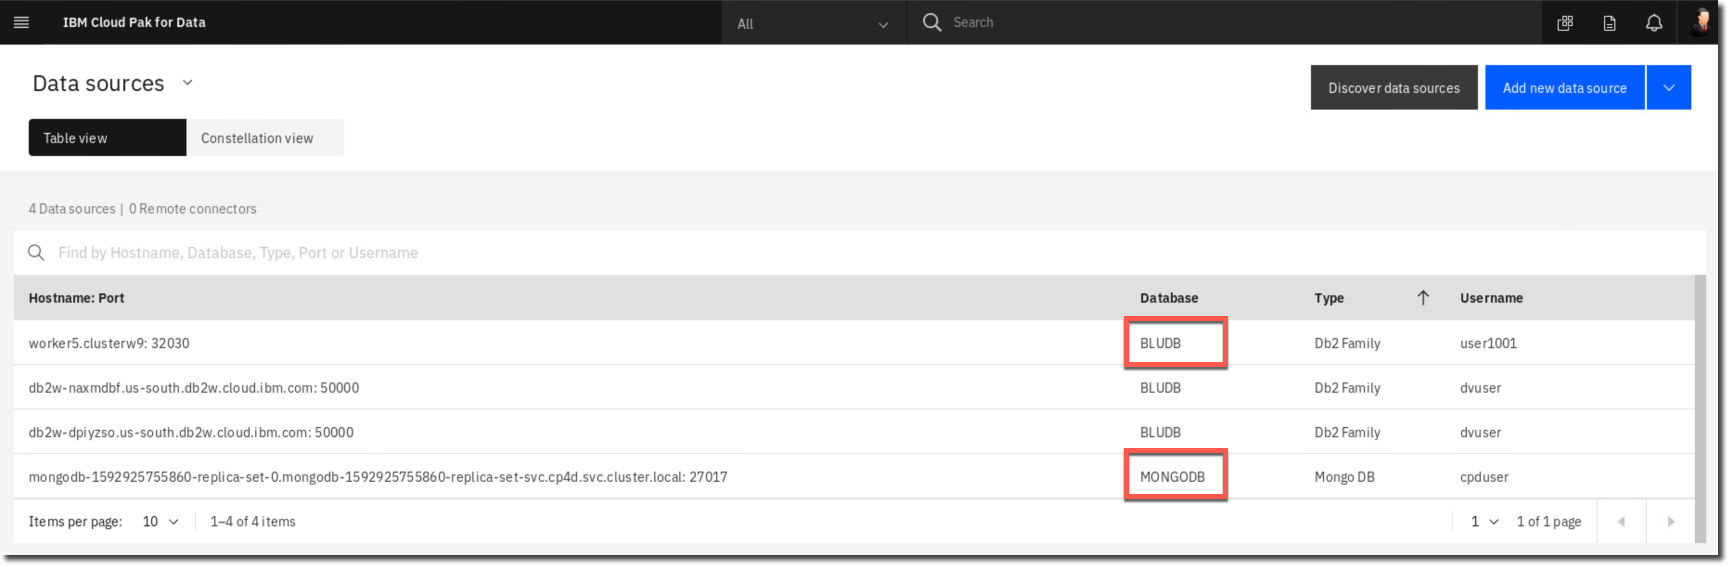 IBM Cloud Pak for Data All Search
Data sources
Discover data sources Add new data source
Table view Constellation view
4 Data sources | 0 Remote connectors
Find by Hostname, Database, Type, Port or Username
Hostname: Port Database Type Username
worker5.clusterw9: 32030 BLUDB Db2 Family user1001
db2w-naxmdbf.us-south.db2w.cloud.ibm.com: 50000 BLUDB Db2 Family dvuser
db2w-dpiyzso.us-south.db2w.cloud.ibm.com: 50000 BLUDB Db2 Family dvuser
mongodb-1592925755860-replica-set-0.mongodb-1592925755860-replica-set-svc.cp4d.svc.cluster.local: 27017 MONGODB Mongo DB cpduser
Items per page: 10 1–4 of 4 items 1 1 of 1 page